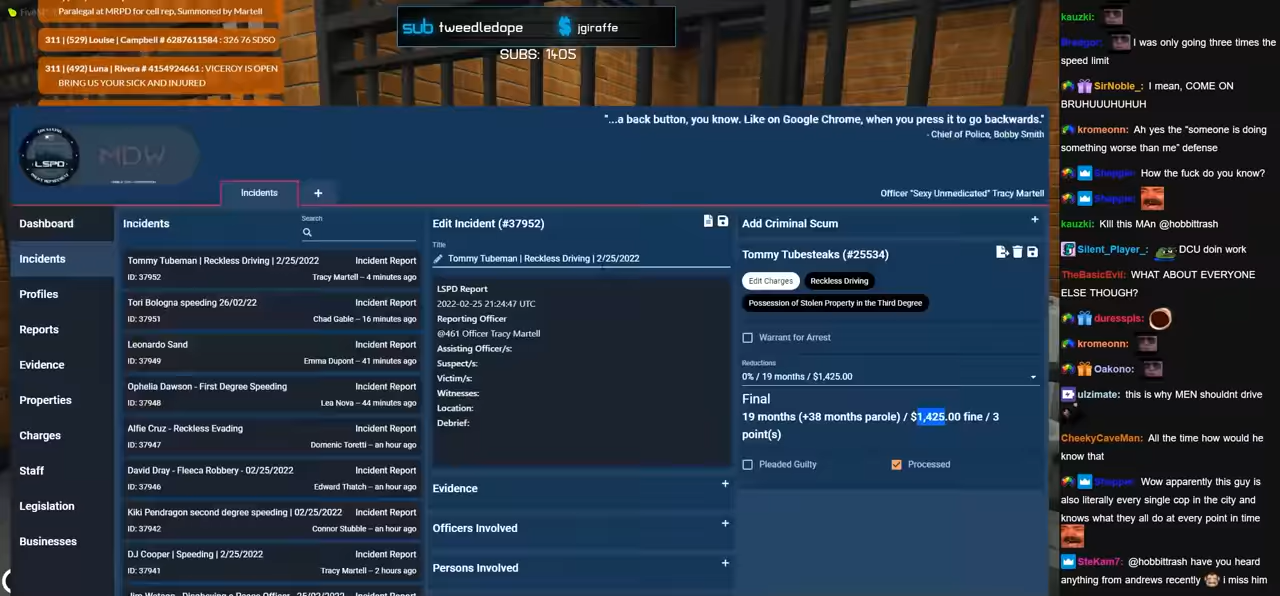 Paralegal at MRPD for cell rep, Summoned by Martell
311 | (529) Louise | Campbell # 6287611584 : 326 76 SDSO
311 | (492) Luna | Rivera # 4154924661 : VICEROY IS OPEN
BRING US YOUR SICK AND INJURED
sub tweedledope jgiraffe
SUBS: 1405
"...a back button, you know. Like on Google Chrome, when you press it to go backwards."
- Chief of Police, Bobby Smith
LSPD
MDW
Incidents
+
Officer "Sexy Unmedicated" Tracy Martell
Dashboard
Incidents
Profiles
Reports
Evidence
Properties
Charges
Staff
Legislation
Businesses
Incidents
Search
Tommy Tubeman | Reckless Driving | 2/25/2022 Incident Report
ID: 37952 Tracy Martell – 4 minutes ago
Tori Bologna speeding 26/02/22 Incident Report
ID: 37951 Chad Gable – 16 minutes ago
Leonardo Sand Incident Report
ID: 37949 Emma Dupont – 41 minutes ago
Ophelia Dawson - First Degree Speeding Incident Report
ID: 37948 Lea Nova – 44 minutes ago
Alfie Cruz - Reckless Evading Incident Report
ID: 37947 Domenic Toretti – an hour ago
David Dray - Fleeca Robbery - 02/25/2022 Incident Report
ID: 37946 Edward Thatch – an hour ago
Kiki Pendragon second degree speeding | 02/25/2022 Incident Report
ID: 37942 Connor Stubble – an hour ago
DJ Cooper | Speeding | 2/25/2022 Incident Report
ID: 37941 Tracy Martell – 2 hours ago
Edit Incident (#37952)
Title
Tommy Tubeman | Reckless Driving | 2/25/2022
LSPD Report
2022-02-25 21:24:47 UTC
Reporting Officer
@461 Officer Tracy Martell
Assisting Officer/s:
Suspect/s:
Victim/s:
Witnesses:
Location:
Debrief:
Evidence +
Officers Involved +
Persons Involved +
Add Criminal Scum +
Tommy Tubesteaks (#25534)
Edit Charges Reckless Driving
Possession of Stolen Property in the Third Degree
Warrant for Arrest
Reductions
0% / 19 months / $1,425.00
Final
19 months (+38 months parole) / $1,425.00 fine / 3
point(s)
Pleaded Guilty Processed
kauzki:
Breegor: I was only going three times the
speed limit
SirNoble_: I mean, COME ON
BRUHUUUHUHUH
kromeonn: Ah yes the "someone is doing
something worse than me" defense
Shoppie: How the fuck do you know?
Shoppie:
kauzki: KIll this MAn @hobbittrash
Silent_Player_: DCU doin work
TheBasicEvil: WHAT ABOUT EVERYONE
ELSE THOUGH?
duresspis:
kromeonn:
Oakono:
ulzimate: this is why MEN shouldnt drive
CheekyCaveMan: All the time how would he
know that
Shoppie: Wow apparently this guy is
also literally every single cop in the city and
knows what they all do at every point in time
SteKam7: @hobbittrash have you heard
anything from andrews recently i miss him